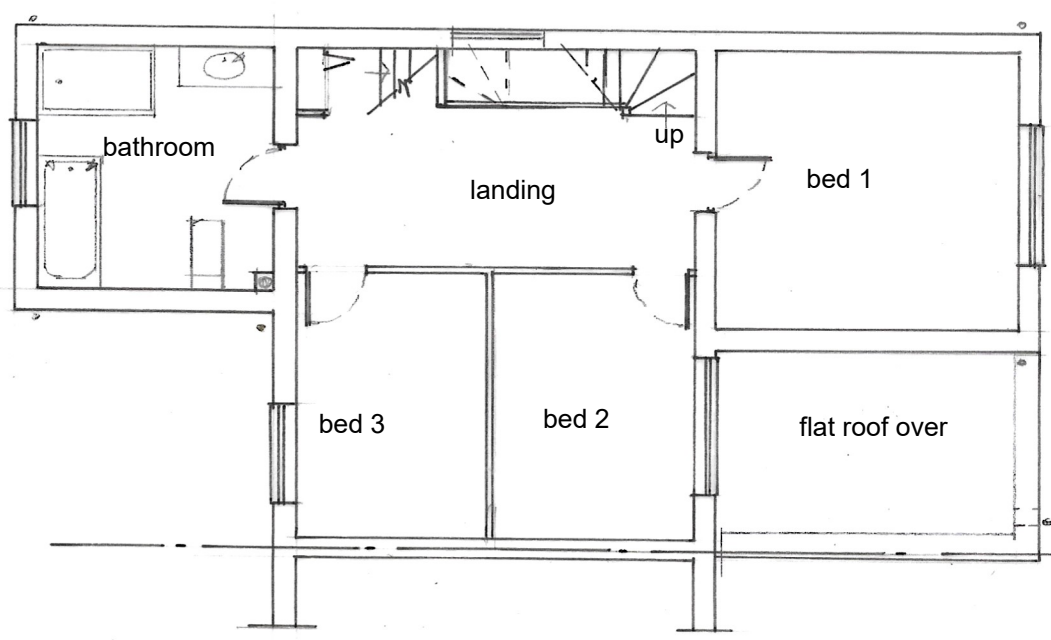 bathroom
up
bed 1
landing
bed 3
bed 2
flat roof over